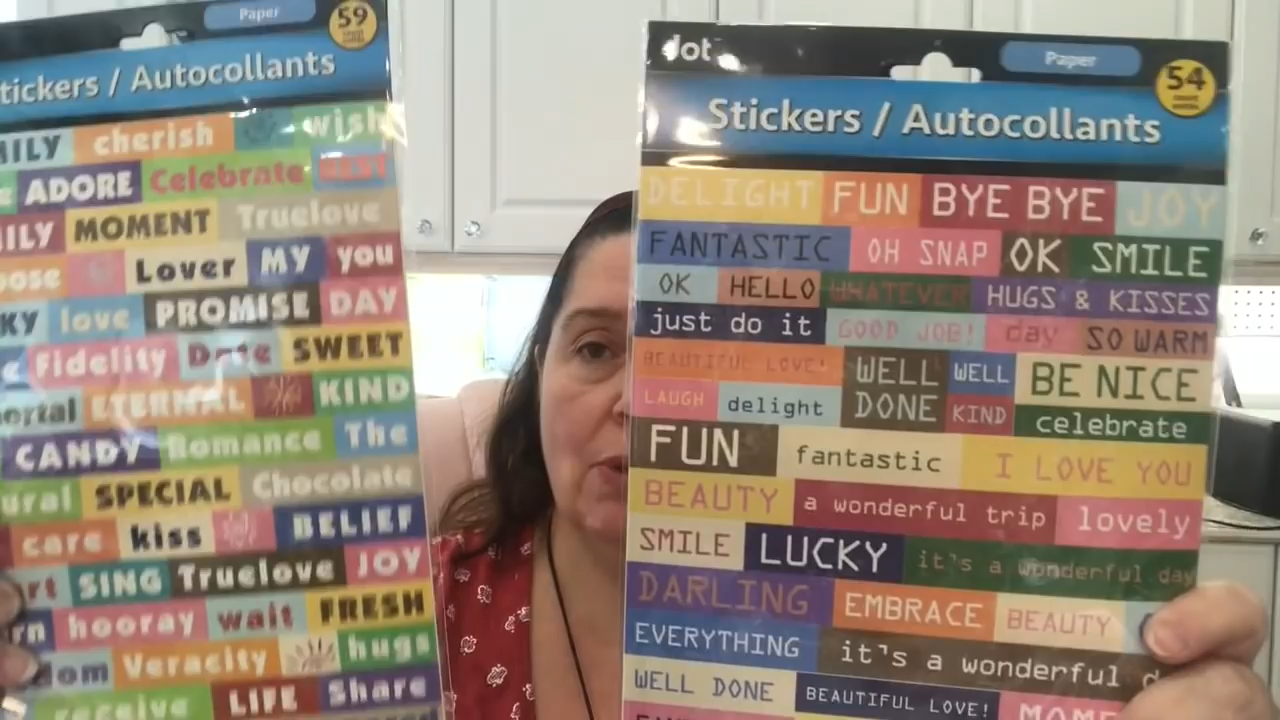 Paper
59
Stickers / Autocollants
cherish wish
ADORE Celebrate BEST
MOMENT Truelove
Lover MY you
love PROMISE DAY
Fidelity Date SWEET
ETERNAL KIND
CANDY Romance The
SPECIAL Chocolate
care kiss BELIEF
SING Truelove JOY
hooray wait FRESH
Veracity hugs
receive LIFE Share
dot
Paper
54
Stickers / Autocollants
DELIGHT FUN BYE BYE JOY
FANTASTIC OH SNAP OK SMILE
OK HELLO WHATEVER HUGS & KISSES
just do it GOOD JOB! day SO WARM
BEAUTIFUL LOVE! WELL DONE WELL KIND BE NICE
LAUGH delight celebrate
FUN fantastic I LOVE YOU
BEAUTY a wonderful trip lovely
SMILE LUCKY it's a wonderful day
DARLING EMBRACE BEAUTY
EVERYTHING it's a wonderful
WELL DONE BEAUTIFUL LOVE!